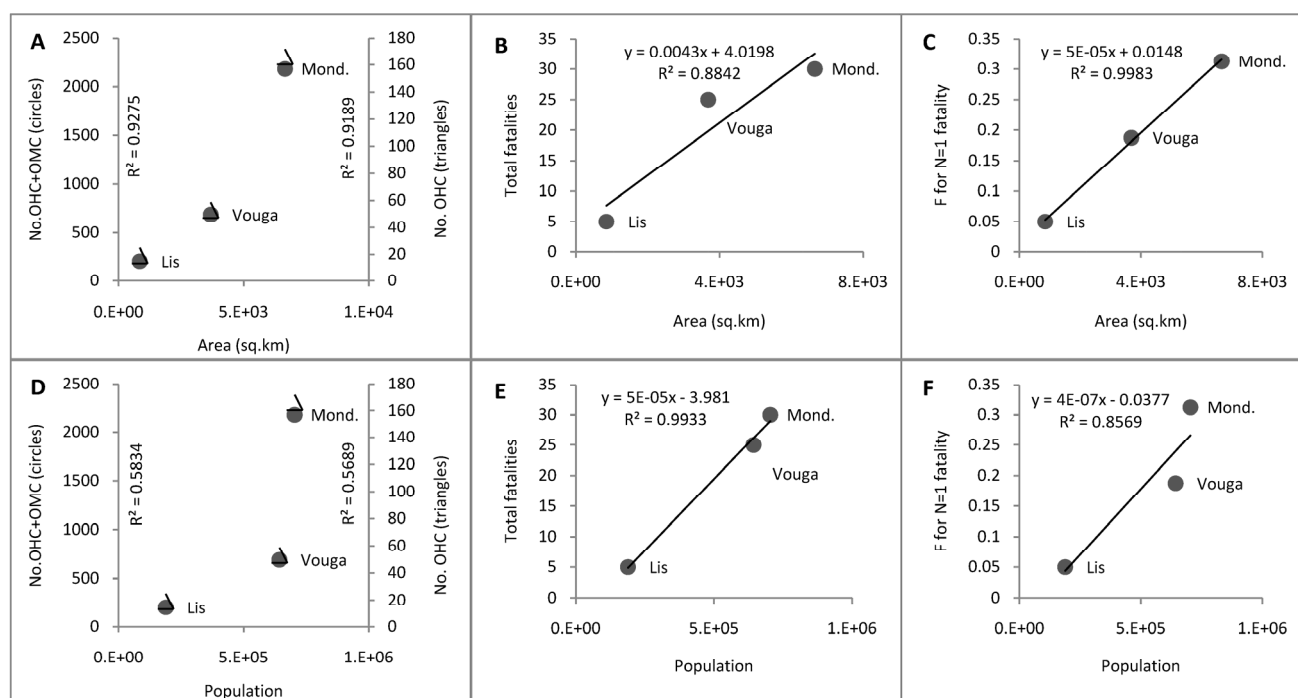 A
2500
2000
1500
1000
500
0
No.OHC+OMC (circles)
R² = 0.9275
R² = 0.9189
Mond.
Vouga
Lis
180
160
140
120
100
80
60
40
20
0
No. OHC (triangles)
0.E+00
5.E+03
1.E+04
Area (sq.km)
B
35
30
25
20
15
10
5
0
Total fatalities
y = 0.0043x + 4.0198
R² = 0.8842
Mond.
Vouga
Lis
0.E+00
4.E+03
8.E+03
Area (sq.km)
C
0.35
0.3
0.25
0.2
0.15
0.1
0.05
0
F for N=1 fatality
y = 5E-05x + 0.0148
R² = 0.9983
Mond.
Vouga
Lis
0.E+00
4.E+03
8.E+03
Area (sq.km)
D
2500
2000
1500
1000
500
0
No.OHC+OMC (circles)
R² = 0.5834
R² = 0.5689
Mond.
Vouga
Lis
180
160
140
120
100
80
60
40
20
0
No. OHC (triangles)
0.E+00
5.E+05
1.E+06
Population
E
35
30
25
20
15
10
5
0
Total fatalities
y = 5E-05x - 3.981
R² = 0.9933
Mond.
Vouga
Lis
0.E+00
5.E+05
1.E+06
Population
F
0.35
0.3
0.25
0.2
0.15
0.1
0.05
0
F for N=1 fatality
y = 4E-07x - 0.0377
R² = 0.8569
Mond.
Vouga
Lis
0.E+00
5.E+05
1.E+06
Population